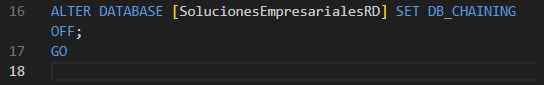 16 ALTER DATABASE [SolucionesEmpresarialesRD] SET DB_CHAINING
OFF;
17 GO
18